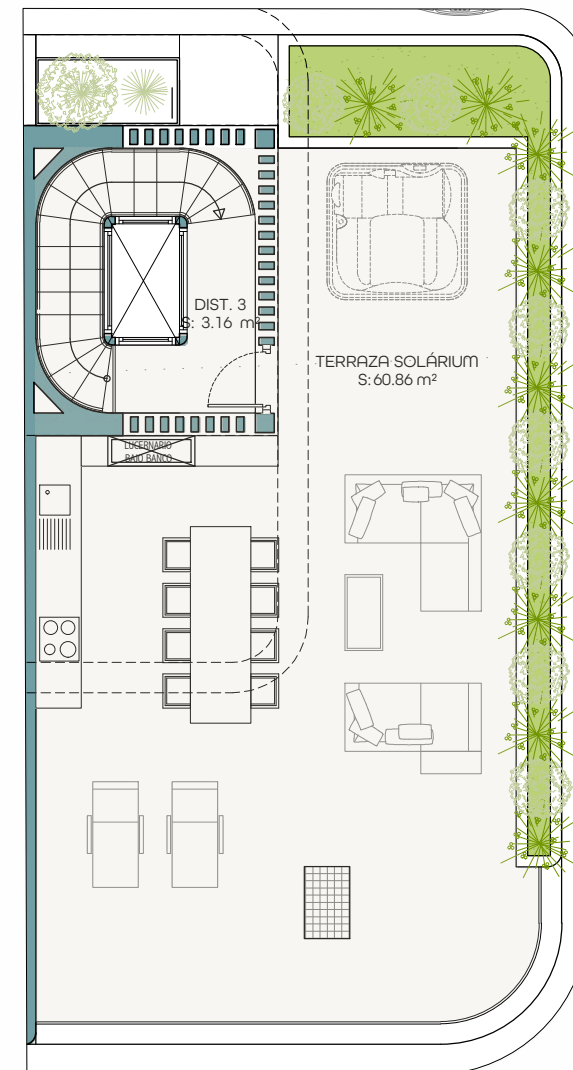 DIST. 3
S: 3.16 m²
TERRAZA SOLÁRIUM
S: 60.86 m²
LUCERNARIO
BAJO BANCO